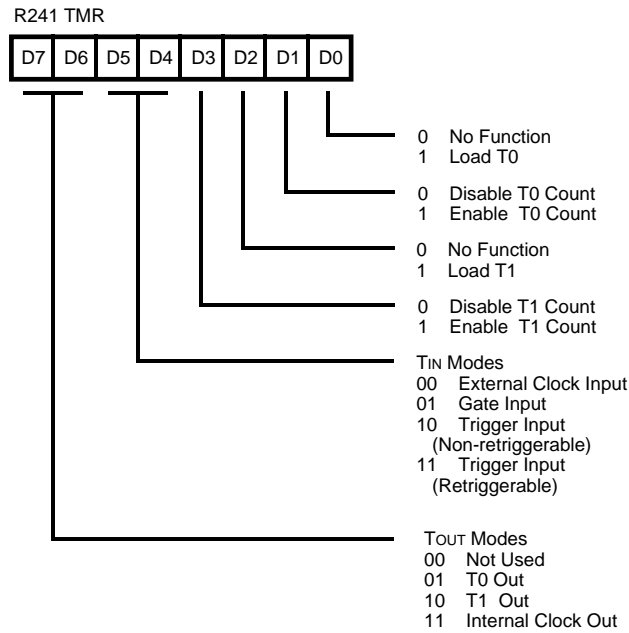 R241 TMR
D7 D6 D5 D4 D3 D2 D1 D0
0 No Function
1 Load T0
0 Disable T0 Count
1 Enable T0 Count
0 No Function
1 Load T1
0 Disable T1 Count
1 Enable T1 Count
TIN Modes
00 External Clock Input
01 Gate Input
10 Trigger Input
(Non-retriggerable)
11 Trigger Input
(Retriggerable)
TOUT Modes
00 Not Used
01 T0 Out
10 T1 Out
11 Internal Clock Out